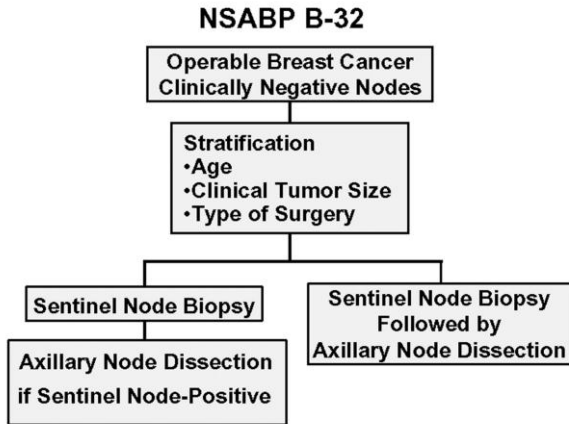 NSABP B-32
Operable Breast Cancer
Clinically Negative Nodes
Stratification
•Age
•Clinical Tumor Size
•Type of Surgery
Sentinel Node Biopsy
Axillary Node Dissection
if Sentinel Node-Positive
Sentinel Node Biopsy
Followed by
Axillary Node Dissection